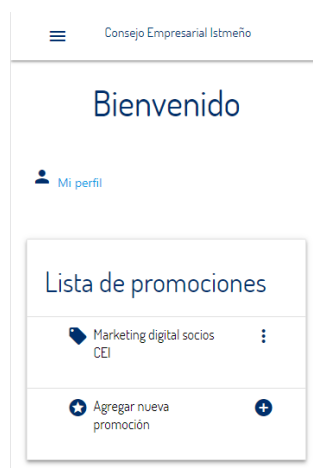 Consejo Empresarial Istmeño
Bienvenido
Mi perfil
Lista de promociones
Marketing digital socios
CEI
Agregar nueva
promoción